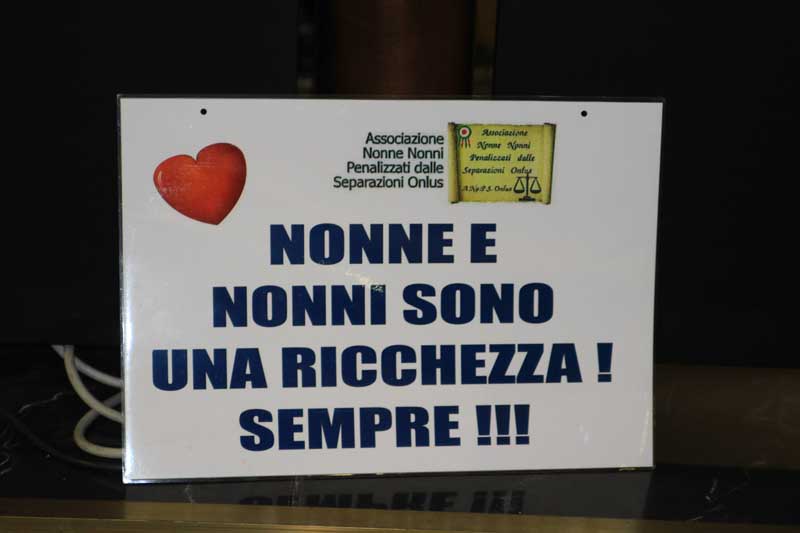 Associazione
Nonne Nonni
Penalizzati dalle
Separazioni Onlus
Associazione
Nonne Nonni
Penalizzati dalle
Separazioni Onlus
A.N.P.S. Onlus
NONNE E
NONNI SONO
UNA RICCHEZZA !
SEMPRE !!!